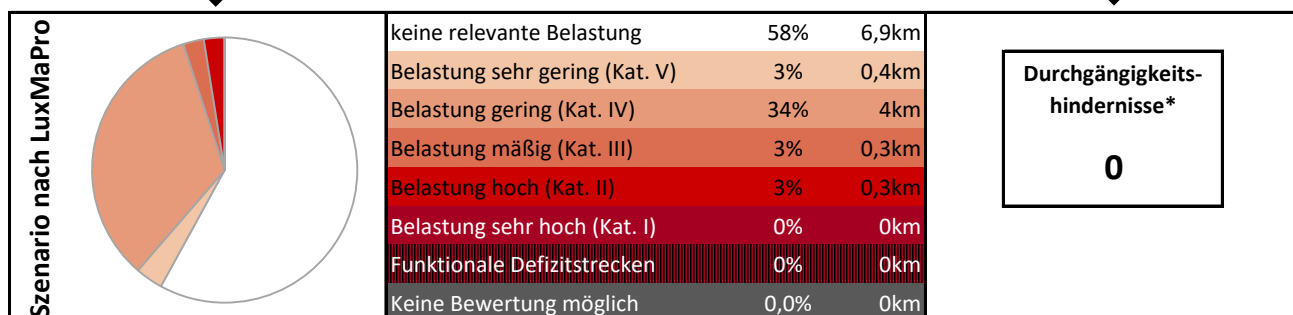 Szenario nach LuxMaPro
keine relevante Belastung 58% 6,9km
Belastung sehr gering (Kat. V) 3% 0,4km
Belastung gering (Kat. IV) 34% 4km
Belastung mäßig (Kat. III) 3% 0,3km
Belastung hoch (Kat. II) 3% 0,3km
Belastung sehr hoch (Kat. I) 0% 0km
Funktionale Defizitstrecken 0% 0km
Keine Bewertung möglich 0,0% 0km
Durchgängigkeits-
hindernisse*
0